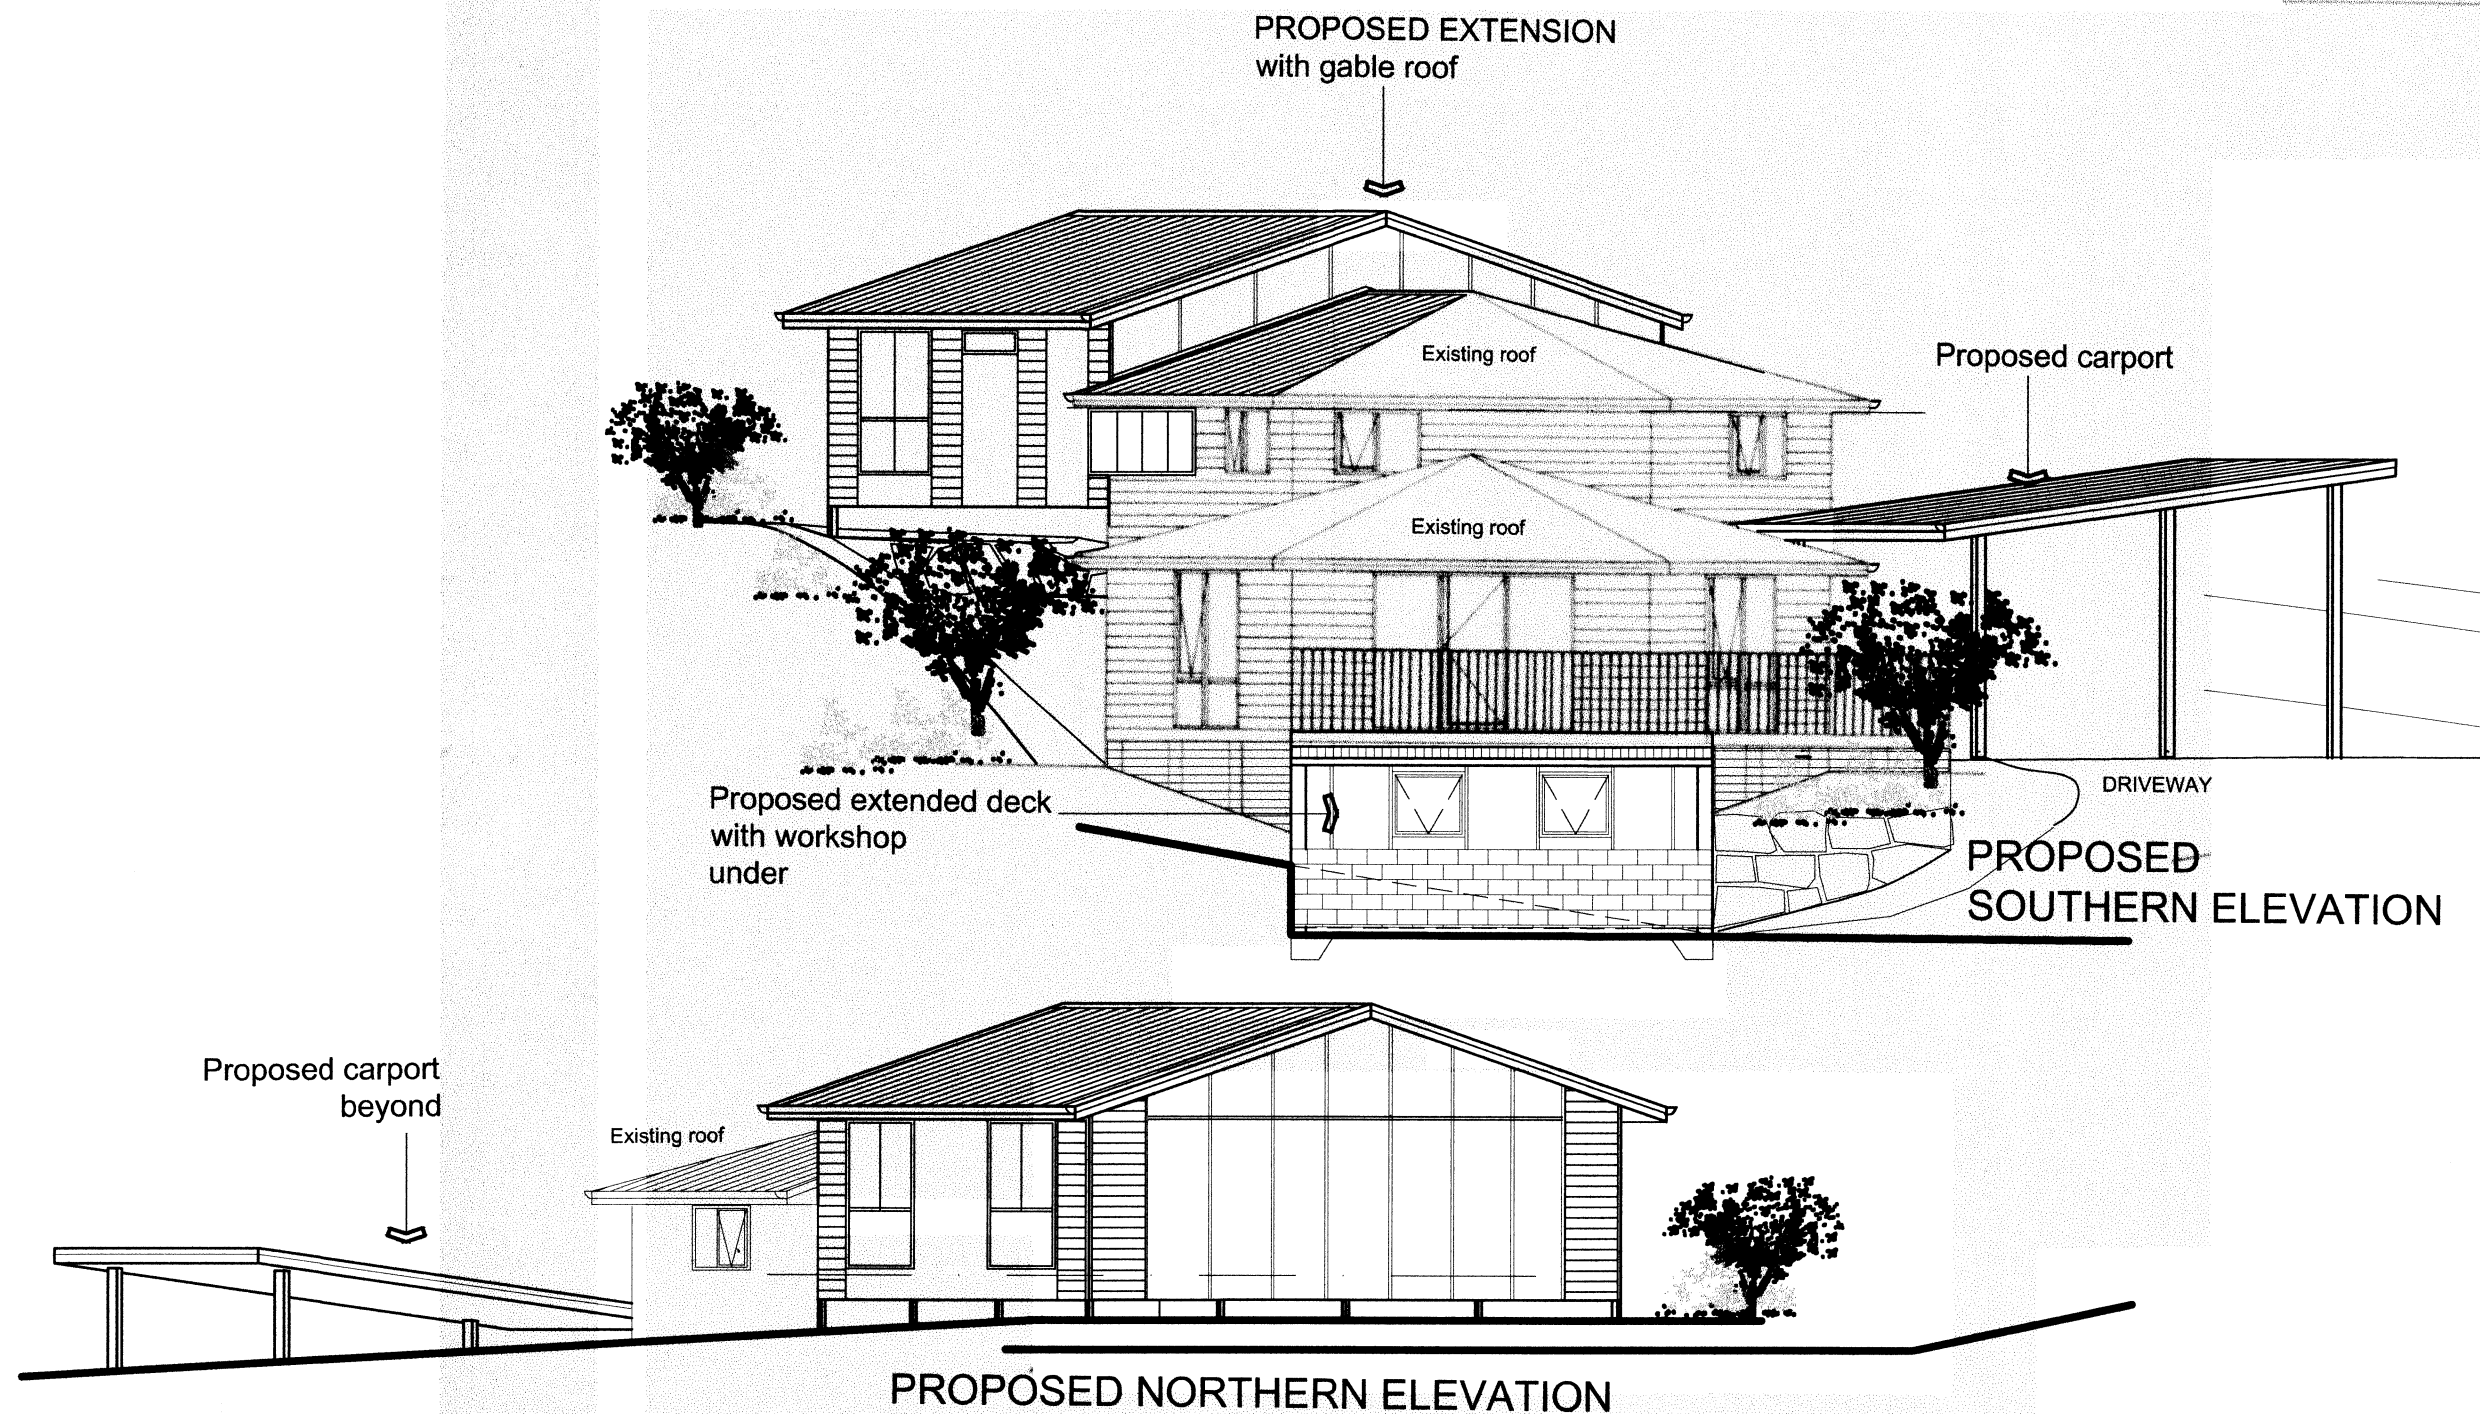 PROPOSED EXTENSION
with gable roof
Existing roof
Proposed carport
Existing roof
DRIVEWAY
Proposed extended deck
with workshop
under
PROPOSED
SOUTHERN ELEVATION
Proposed carport
beyond
Existing roof
PROPOSED NORTHERN ELEVATION